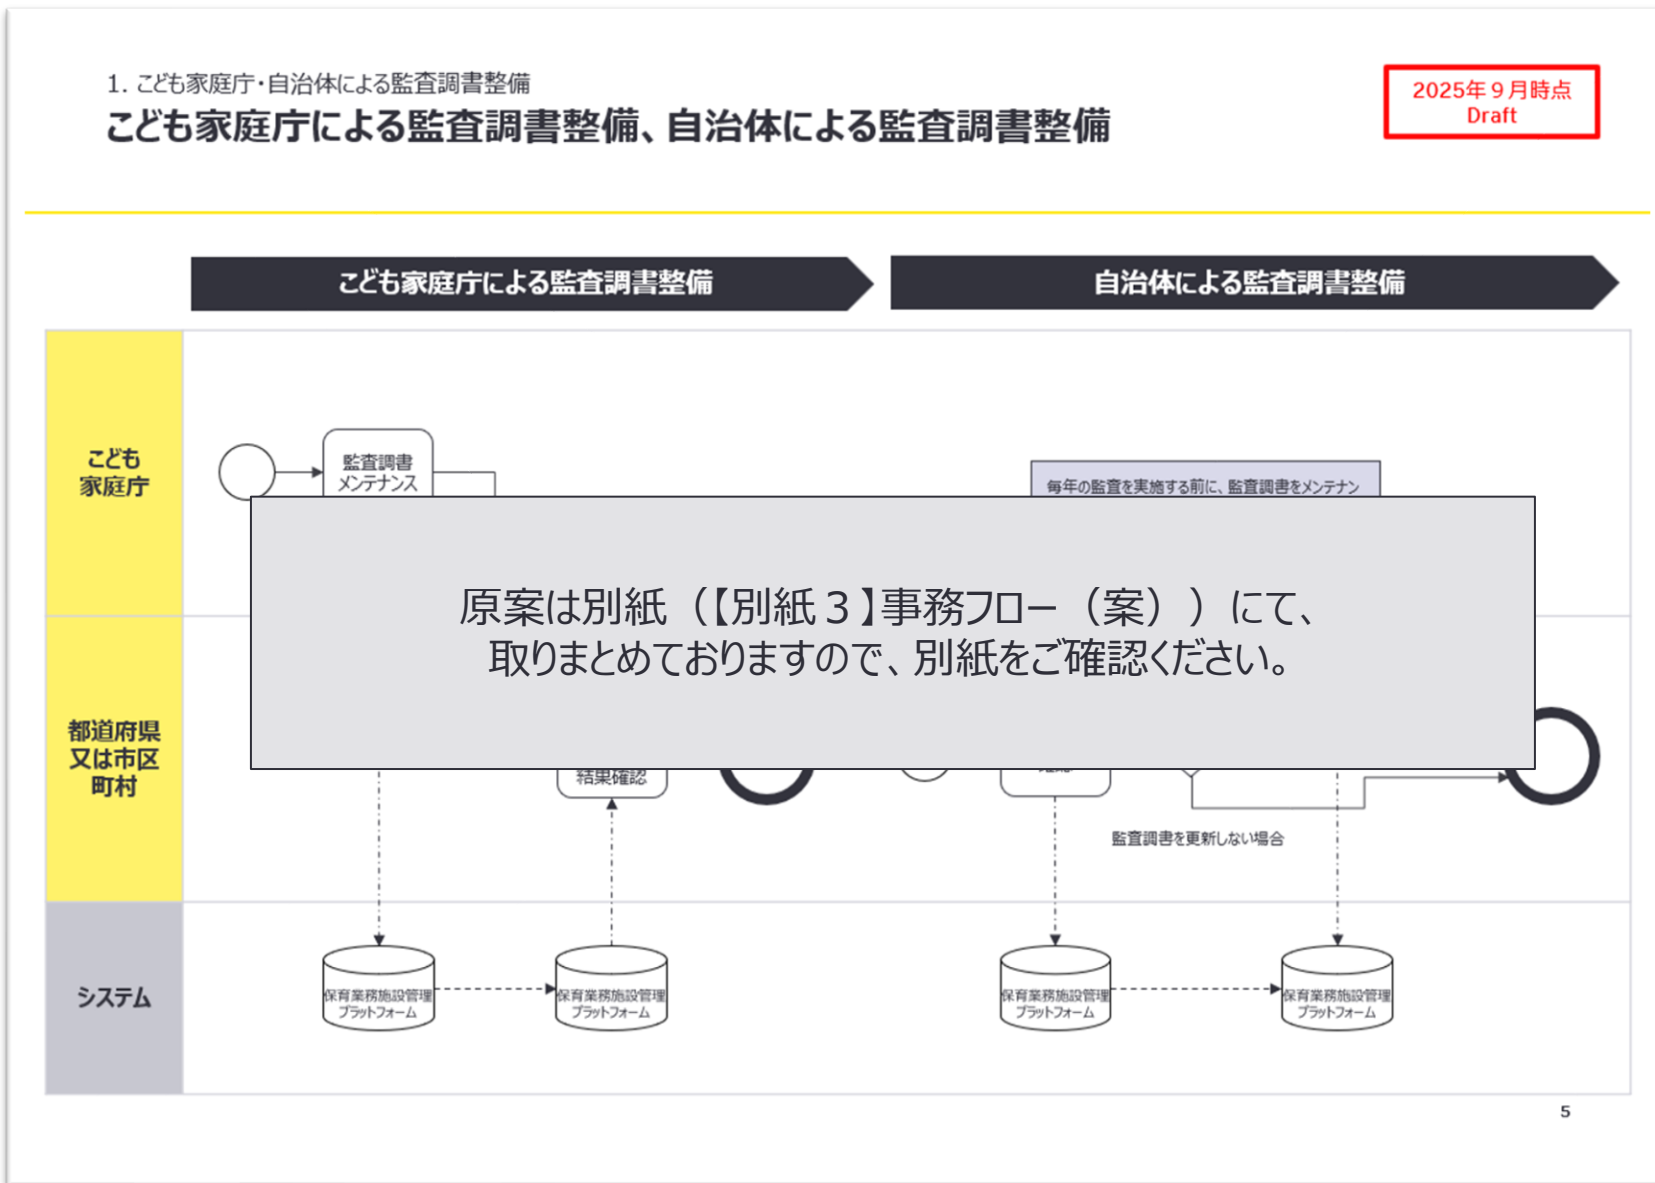 1. こども家庭庁・自治体による監査調書整備
こども家庭庁による監査調書整備、自治体による監査調書整備
2025年９月時点
Draft
こども家庭庁による監査調書整備
自治体による監査調書整備
こども
家庭庁
監査調書
メンテナンス
毎年の監査を実施する前に、監査調書をメンテナン
原案は別紙（【別紙３】事務フロー（案））にて、
取りまとめておりますので、別紙をご確認ください。
都道府県
又は市区
町村
結果確認
監査調書を更新しない場合
システム
保育業務施設管理
プラットフォーム
保育業務施設管理
プラットフォーム
保育業務施設管理
プラットフォーム
保育業務施設管理
プラットフォーム
5